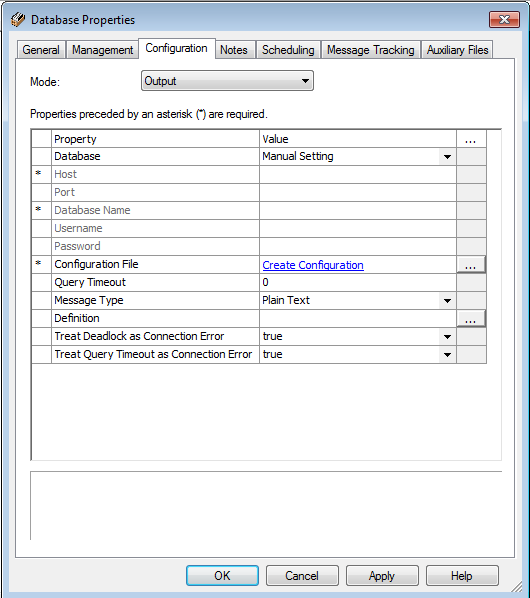 Database Properties
General Management Configuration Notes Scheduling Message Tracking Auxiliary Files
Mode: Output
Properties preceded by an asterisk (*) are required.
Property Value ...
Database Manual Setting
* Host
Port
* Database Name
Username
Password
* Configuration File Create Configuration ...
Query Timeout 0
Message Type Plain Text
Definition ...
Treat Deadlock as Connection Error true
Treat Query Timeout as Connection Error true
OK Cancel Apply Help